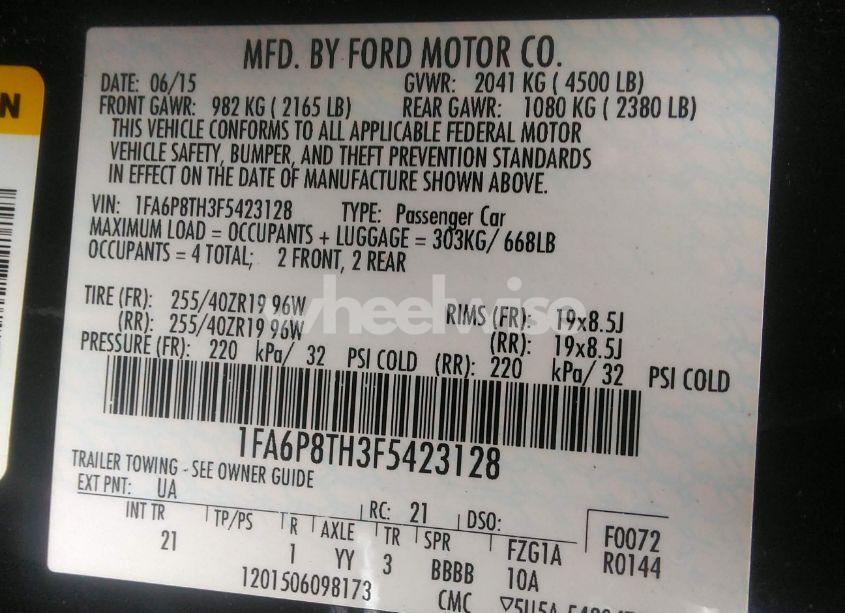 MFD. BY FORD MOTOR CO.
DATE: 06/15 GVWR: 2041 KG ( 4500 LB)
FRONT GAWR: 982 KG ( 2165 LB) REAR GAWR: 1080 KG ( 2380 LB)
THIS VEHICLE CONFORMS TO ALL APPLICABLE FEDERAL MOTOR
VEHICLE SAFETY, BUMPER, AND THEFT PREVENTION STANDARDS
IN EFFECT ON THE DATE OF MANUFACTURE SHOWN ABOVE.
VIN: 1FA6P8TH3F5423128 TYPE: Passenger Car
MAXIMUM LOAD = OCCUPANTS + LUGGAGE = 303KG/ 668LB
OCCUPANTS = 4 TOTAL; 2 FRONT, 2 REAR
wheelwise
TIRE (FR): 255/40ZR19 96W RIMS (FR): 19x8.5J
(RR): 255/40ZR19 96W (RR): 19x8.5J
PRESSURE (FR): 220 kPa/ 32 PSI COLD (RR): 220 kPa/ 32 PSI COLD
1FA6P8TH3F5423128
TRAILER TOWING - SEE OWNER GUIDE
EXT PNT: UA RC: 21 DSO:
INT TR TP/PS R AXLE TR SPR FZG1A F0072
21 1 YY 3 BBBB 10A R0144
1201506098173 CMC
N